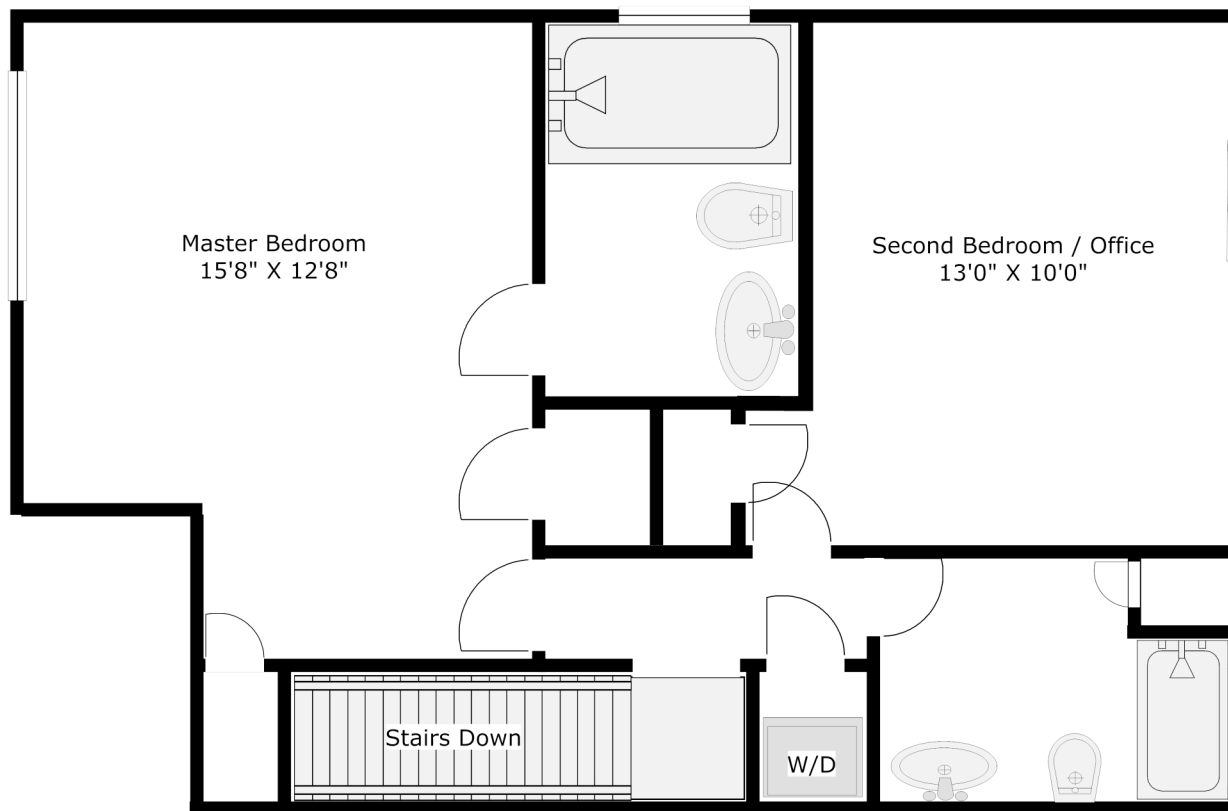 Master Bedroom
15'8" X 12'8"
Second Bedroom / Office
13'0" X 10'0"
Stairs Down
W/D